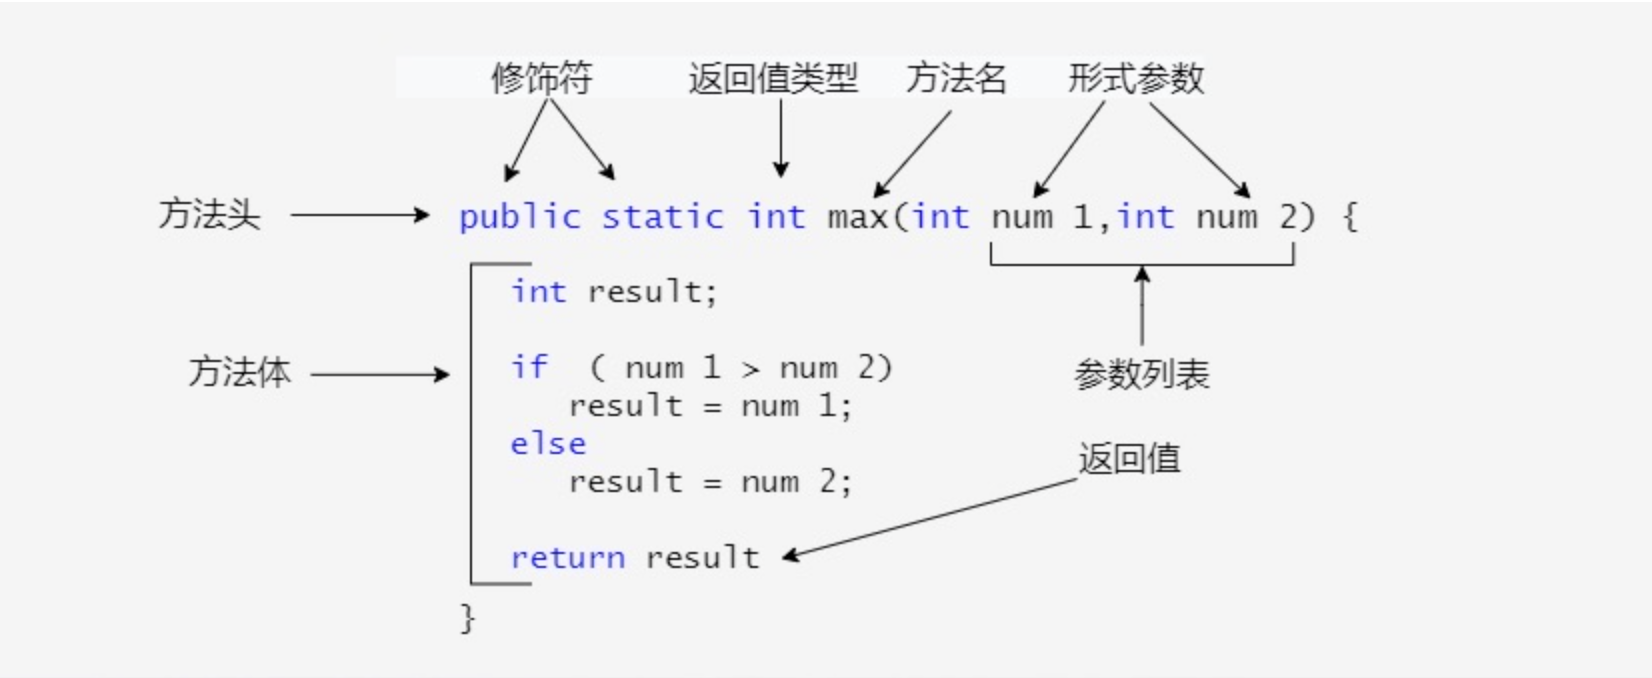 修饰符 返回值类型 方法名 形式参数
方法头 public static int max(int num 1,int num 2) {
int result;
方法体 if ( num 1 > num 2) 参数列表
result = num 1;
else
返回值
result = num 2;
return result
}